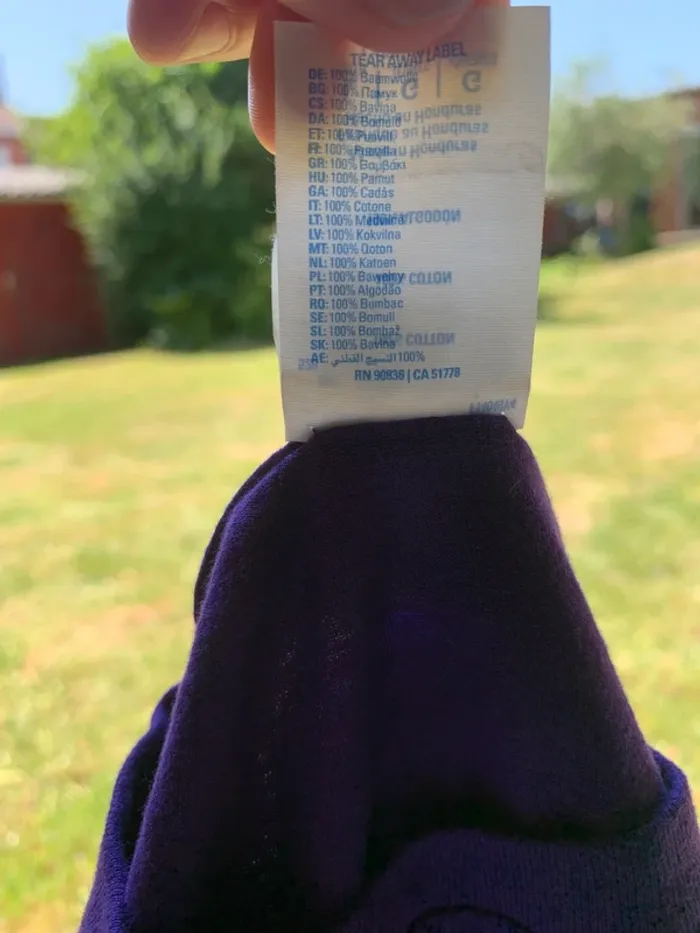 TEAR AWAY LABEL
DE: 100% Baumwolle
BG: 100% Памук
CS: 100% Bavlna
DA: 100% Bomuld
ET: 100% Puuvill
FI: 100% Puuvilla
GR: 100% Βαμβάκι
HU: 100% Pamut
GA: 100% Cadás
IT: 100% Cotone
LT: 100% Medvilnė
LV: 100% Kokvilna
MT: 100% Qoton
NL: 100% Katoen
PL: 100% Bawełny
PT: 100% Algodão
RO: 100% Bumbac
SE: 100% Bomull
SL: 100% Bombaž
SK: 100% Bavlna
AE: النسيج القطني 100%
RN 90836 | CA 51778